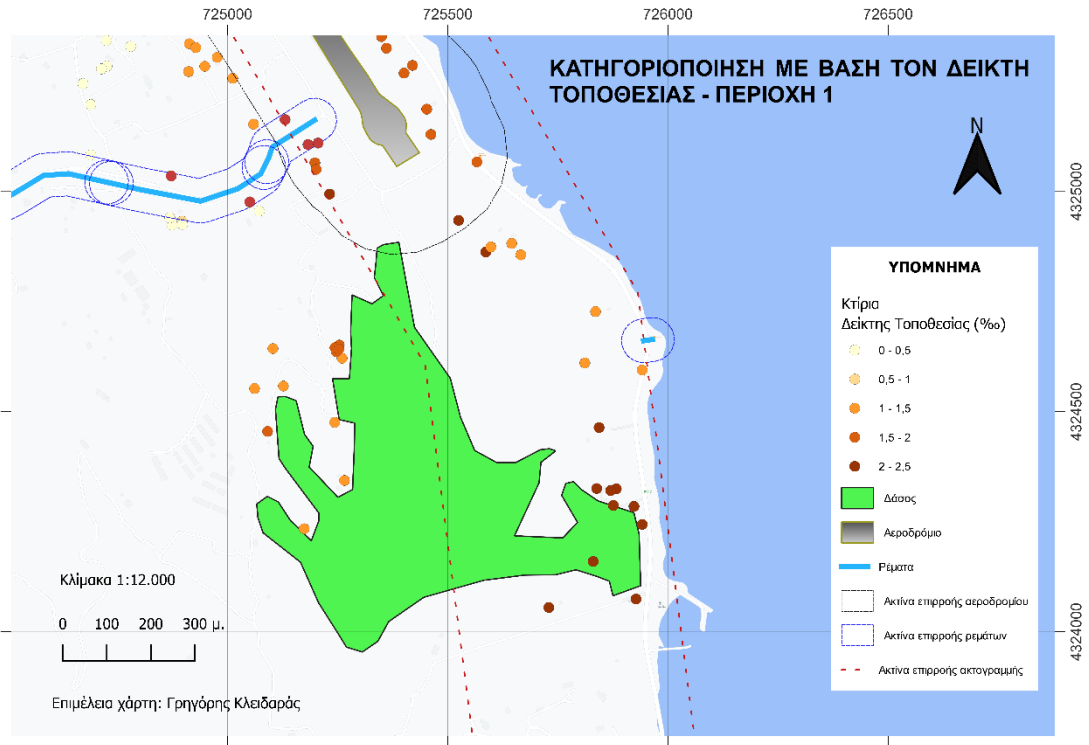 725000
725500
726000
726500
ΚΑΤΗΓΟΡΙΟΠΟΙΗΣΗ ΜΕ ΒΑΣΗ ΤΟΝ ΔΕΙΚΤΗ
ΤΟΠΟΘΕΣΙΑΣ - ΠΕΡΙΟΧΗ 1
N
4325000
4324500
4324000
ΥΠΟΜΝΗΜΑ
Κτίρια
Δείκτης Τοποθεσίας (‰)
0 - 0,5
0,5 - 1
1 - 1,5
1,5 - 2
2 - 2,5
Δάσος
Αεροδρόμιο
Ρέματα
Ακτίνα επιρροής αεροδρομίου
Ακτίνα επιρροής ρεμάτων
Ακτίνα επιρροής ακτογραμμής
Κλίμακα 1:12.000
0 100 200 300 μ.
Επιμέλεια χάρτη: Γρηγόρης Κλειδαράς